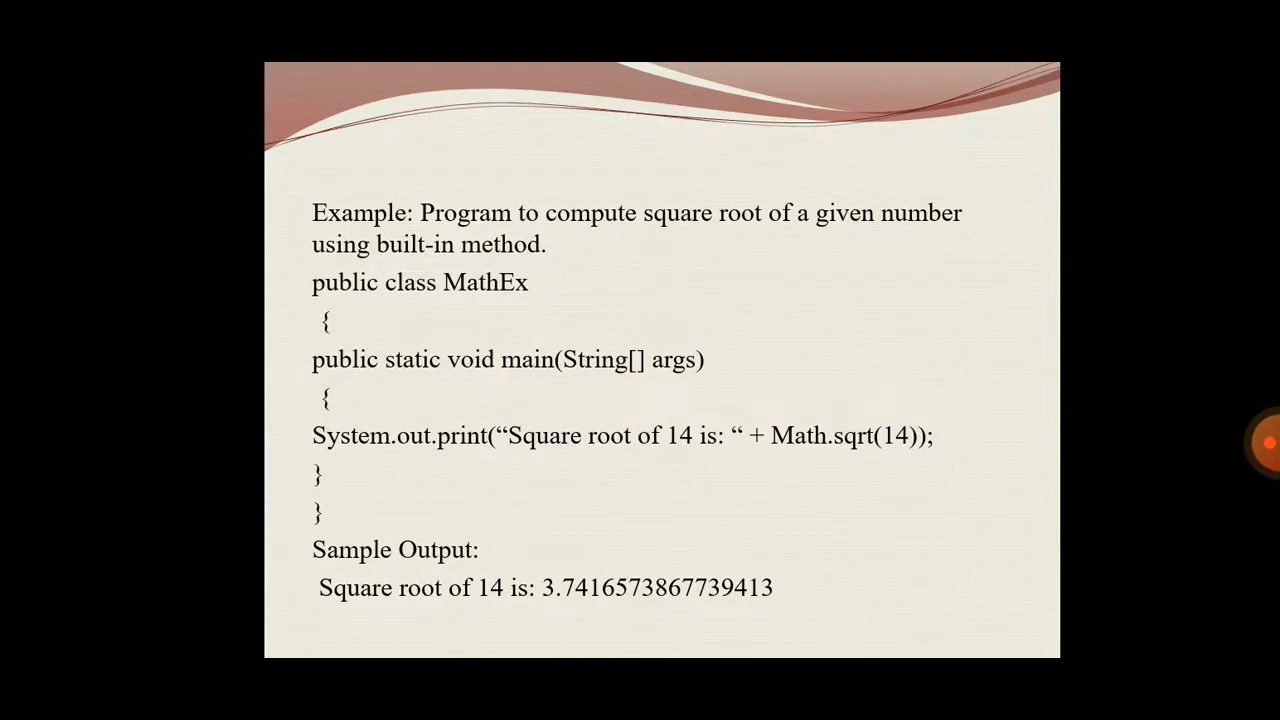 Example: Program to compute square root of a given number
using built-in method.
public class MathEx
{
public static void main(String[] args)
{
System.out.print(“Square root of 14 is: “ + Math.sqrt(14));
}
}
Sample Output:
Square root of 14 is: 3.7416573867739413